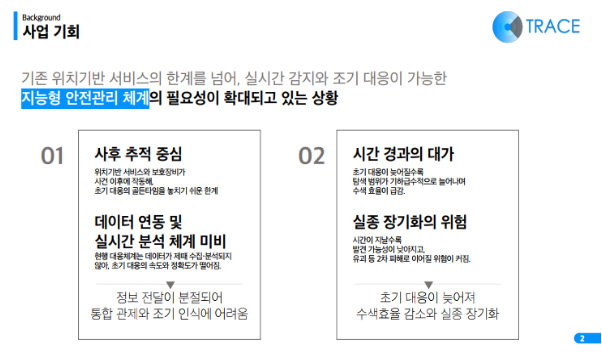 Background
사업 기회
TRACE
기존 위치기반 서비스의 한계를 넘어, 실시간 감지와 조기 대응이 가능한
지능형 안전관리 체계의 필요성이 확대되고 있는 상황
01
사후 추적 중심
위치기반 서비스와 보호장비가
사건 이후에 작동해,
초기 대응의 골든타임을 놓치기 쉬운 한계
데이터 연동 및
실시간 분석 체계 미비
현행 대응체계는 데이터가 제때 수집·분석되지
않아, 초기 대응의 속도와 정확도가 떨어짐.
정보 전달이 분절되어
통합 관제와 조기 인식에 어려움
02
시간 경과의 대가
초기 대응이 늦어질수록
탐색 범위가 기하급수적으로 늘어나며
수색 효율이 급감.
실종 장기화의 위험
시간이 지날수록
발견 가능성이 낮아지고,
유괴 등 2차 피해로 이어질 위험이 커짐.
초기 대응이 늦어져
수색효율 감소와 실종 장기화
2